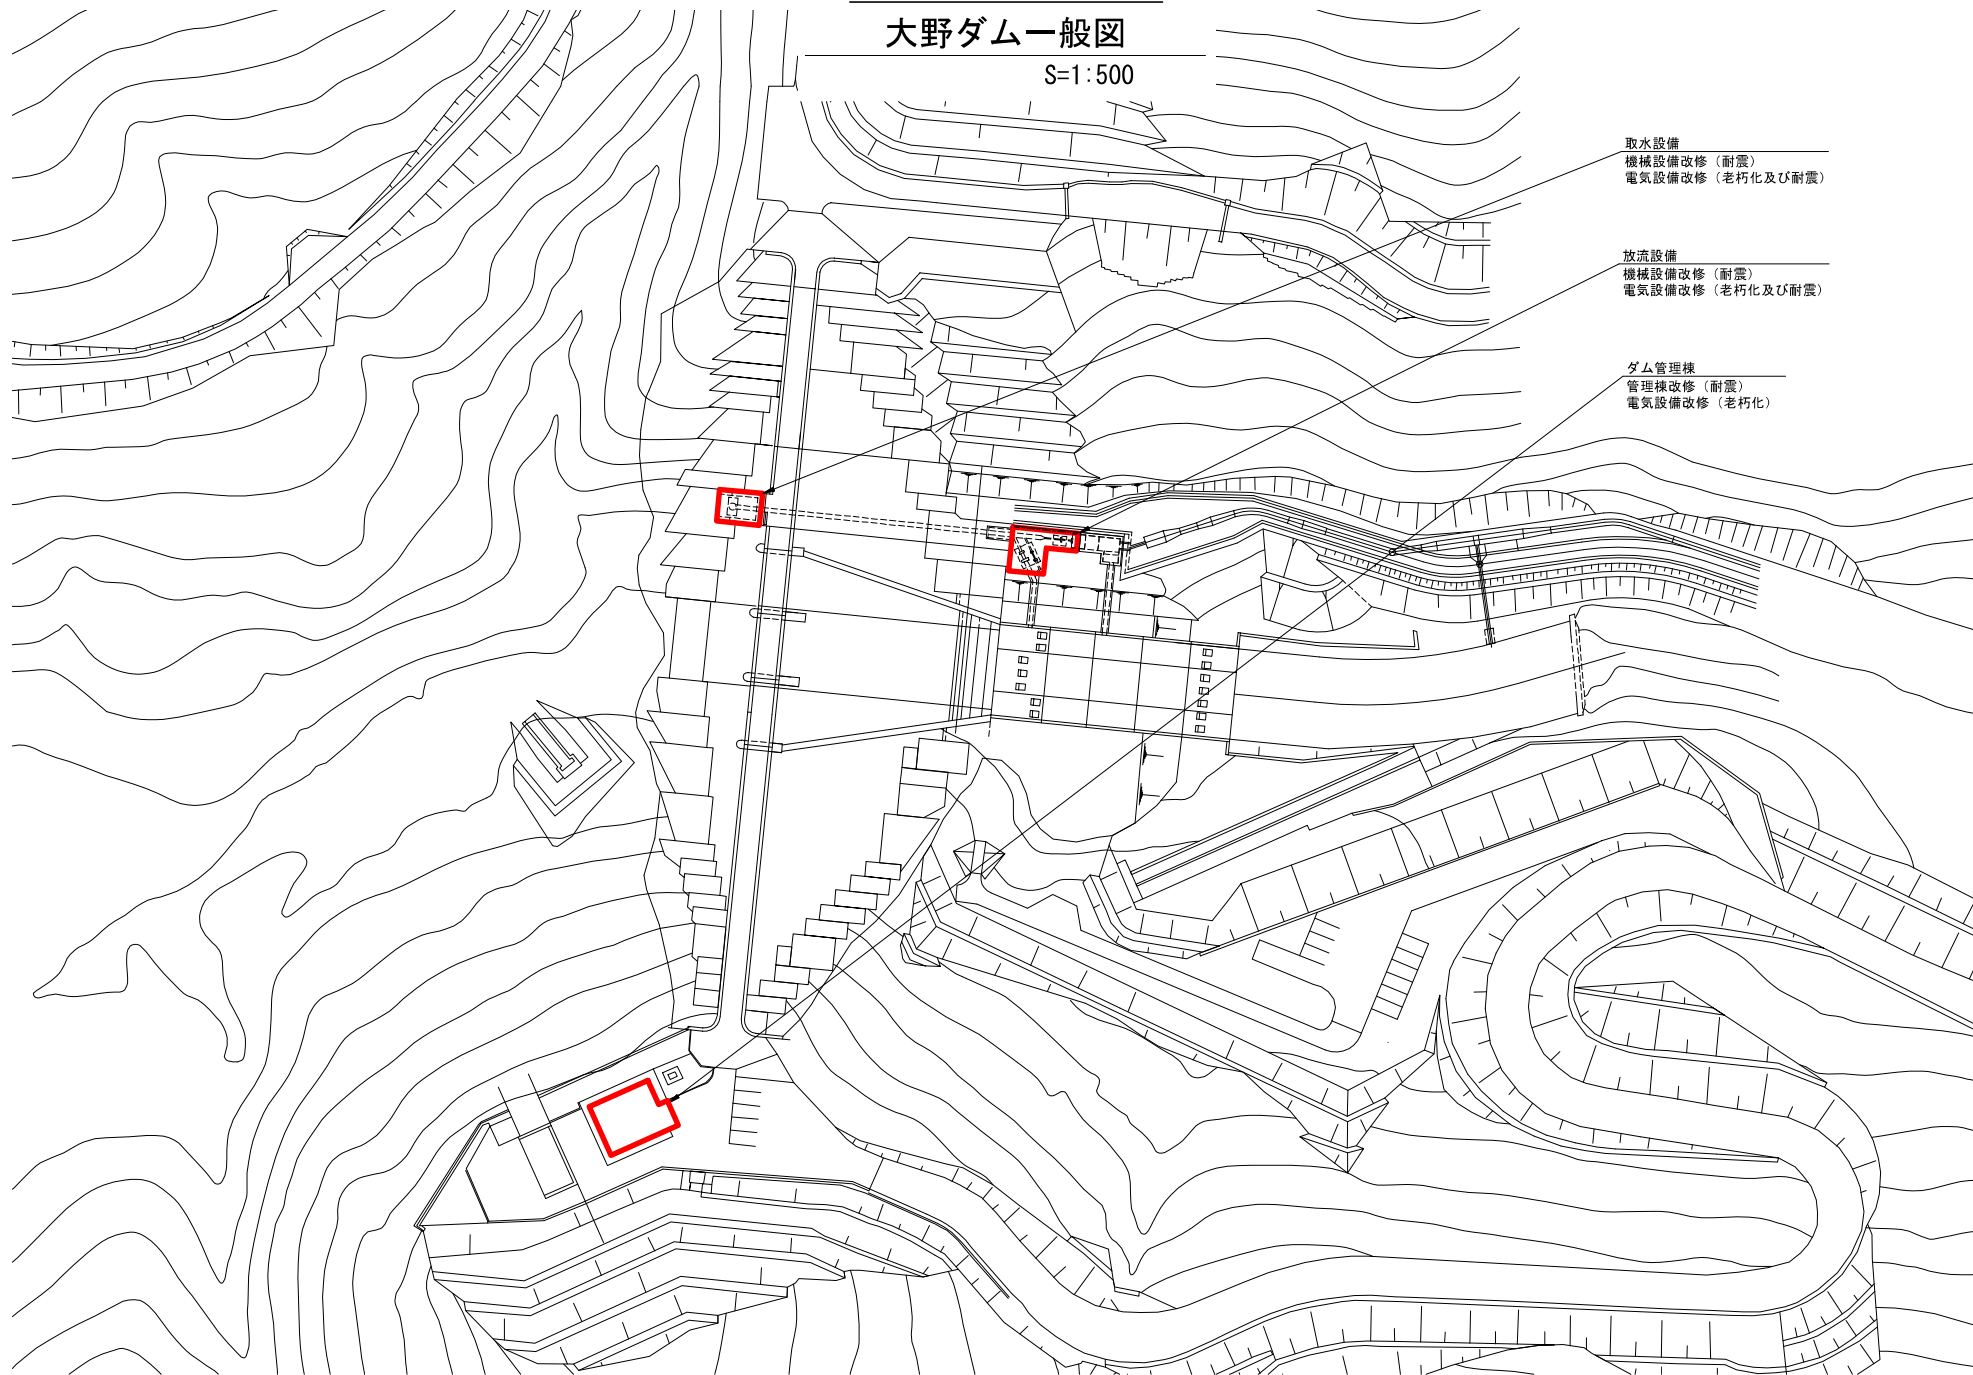 大野ダム一般図
S=1:500
取水設備
機械設備改修（耐震）
電気設備改修（老朽化及び耐震）
放流設備
機械設備改修（耐震）
電気設備改修（老朽化及び耐震）
ダム管理棟
管理棟改修（耐震）
電気設備改修（老朽化）